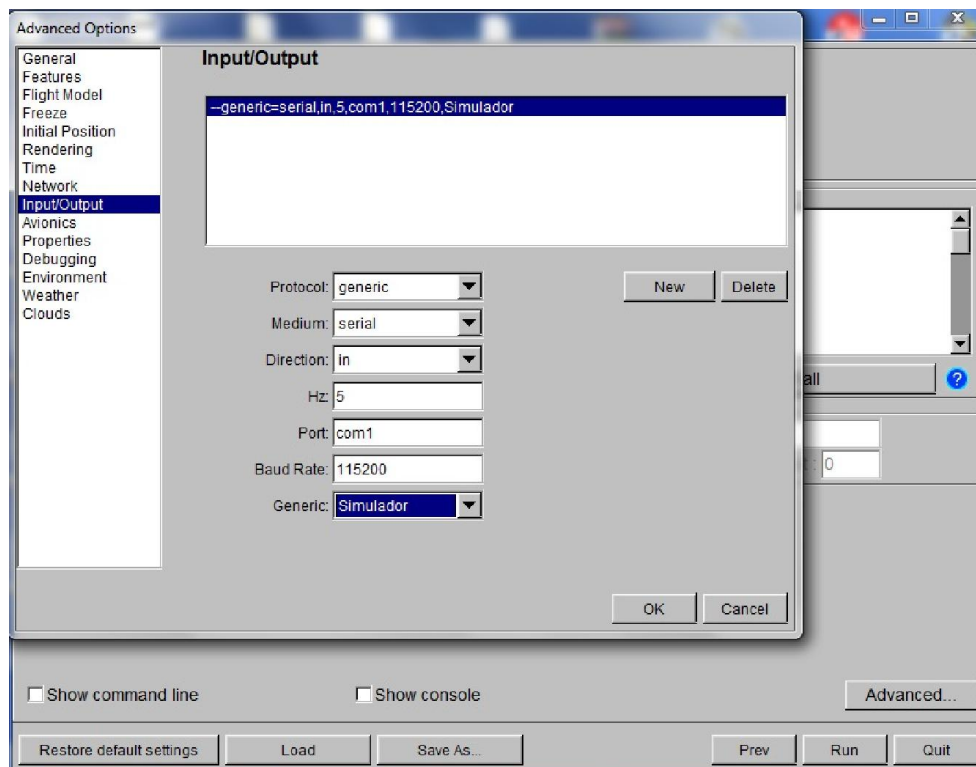 Advanced Options
General
Features
Flight Model
Freeze
Initial Position
Rendering
Time
Network
Input/Output
Avionics
Properties
Debugging
Environment
Weather
Clouds
Input/Output
--generic=serial,in,5,com1,115200,Simulador
Protocol: generic
New Delete
Medium: serial
Direction: in
Hz: 5
Port: com1
Baud Rate: 115200
Generic: Simulador
OK Cancel
all ?
: 0
Show command line Show console Advanced...
Restore default settings Load Save As... Prev Run Quit